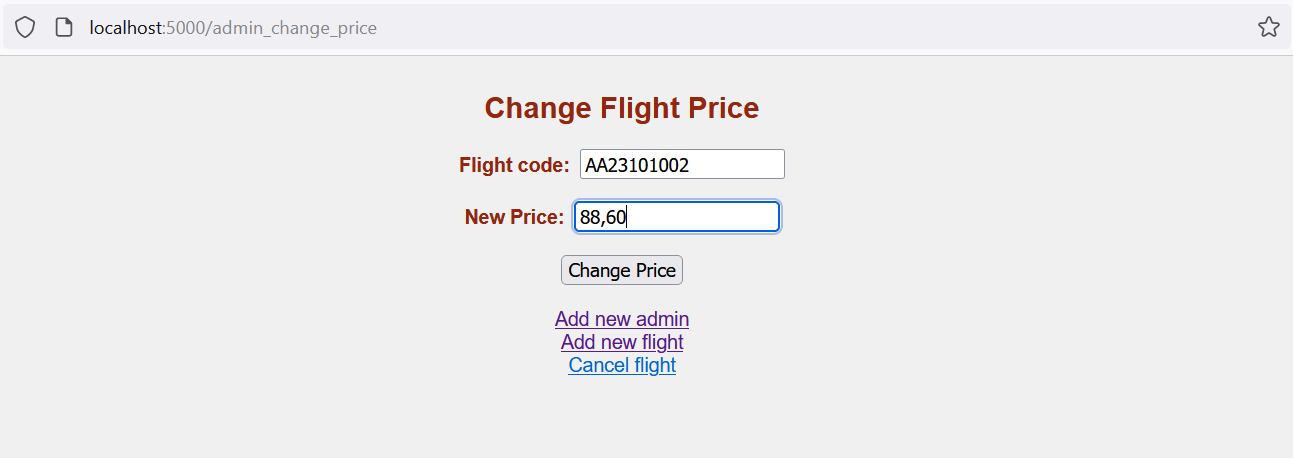 localhost:5000/admin_change_price
Change Flight Price
Flight code: AA23101002
New Price: 88,60
Change Price
Add new admin
Add new flight
Cancel flight